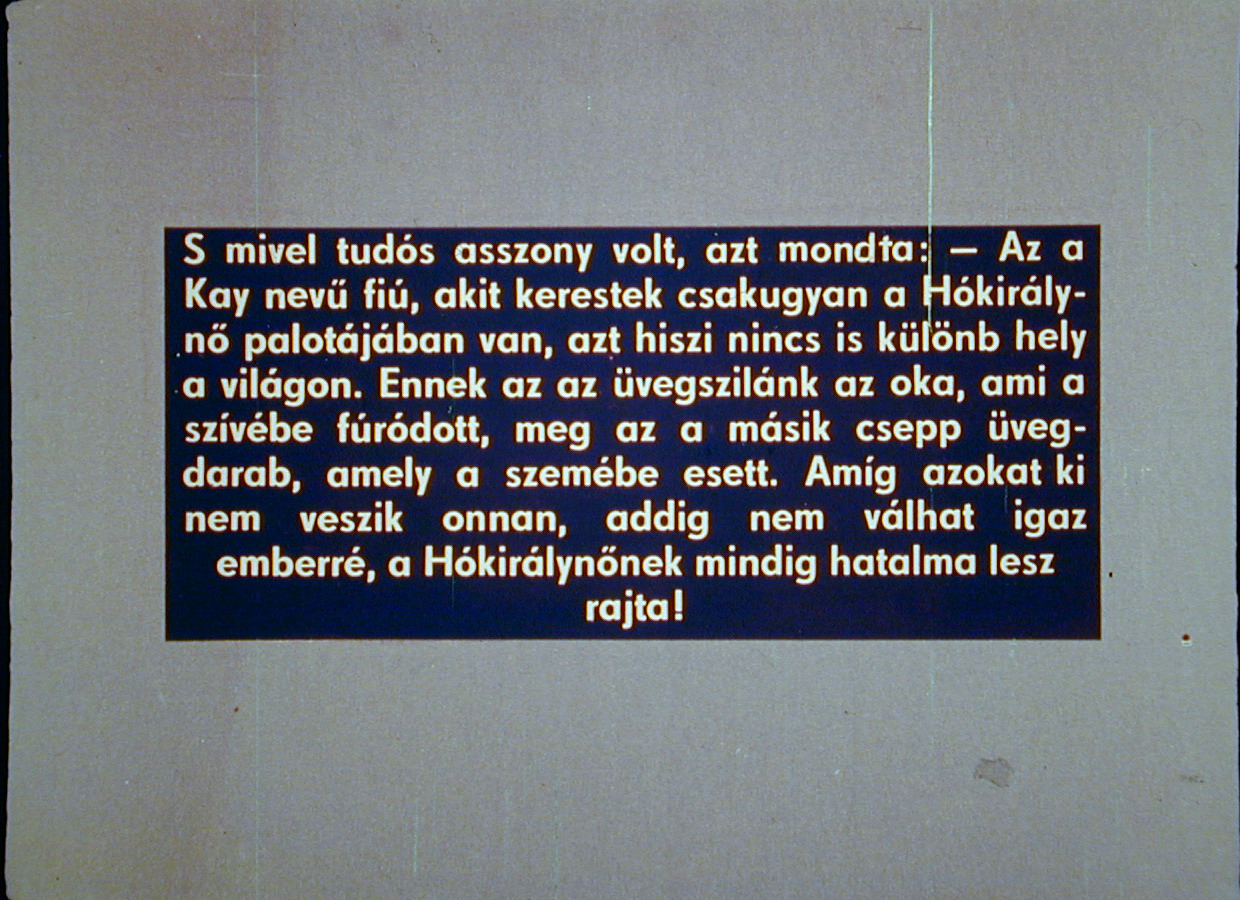 S mivel tudós asszony volt, azt mondta: — Az a
Kay nevű fiú, akit kerestek csakugyan a Hókirály-
nő palotájában van, azt hiszi nincs is különb hely
a világon. Ennek az az üvegszilánk az oka, ami a
szívébe fúródott, meg az a másik csepp üveg-
darab, amely a szemébe esett. Amíg azokat ki
nem veszik onnan, addig nem válhat igaz
emberré, a Hókirálynőnek mindig hatalma lesz
rajta!